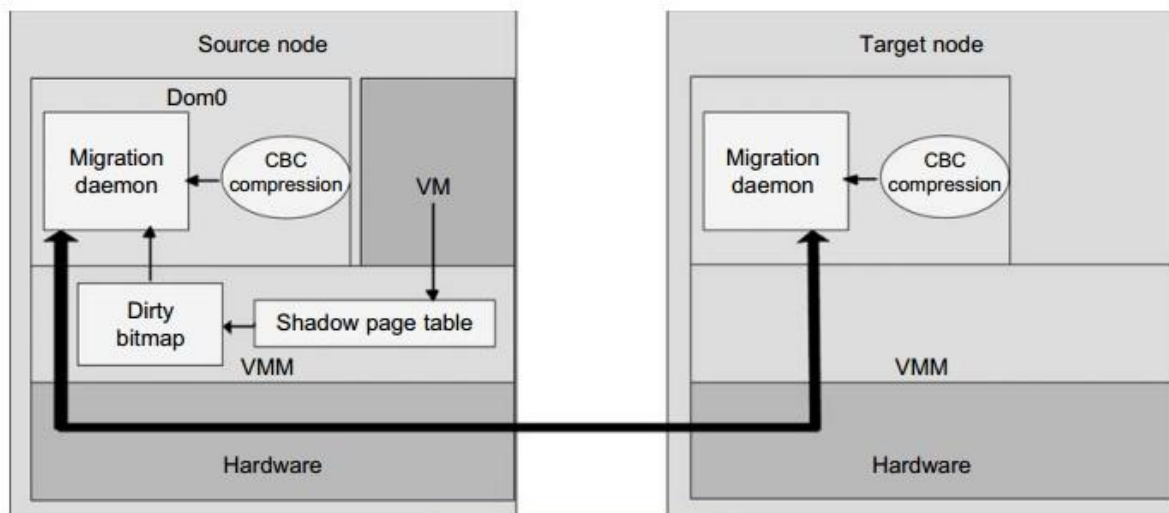 Source node
Dom0
Migration
daemon
CBC
compression
VM
Dirty
bitmap
Shadow page table
VMM
Hardware
Target node
Migration
daemon
CBC
compression
VMM
Hardware